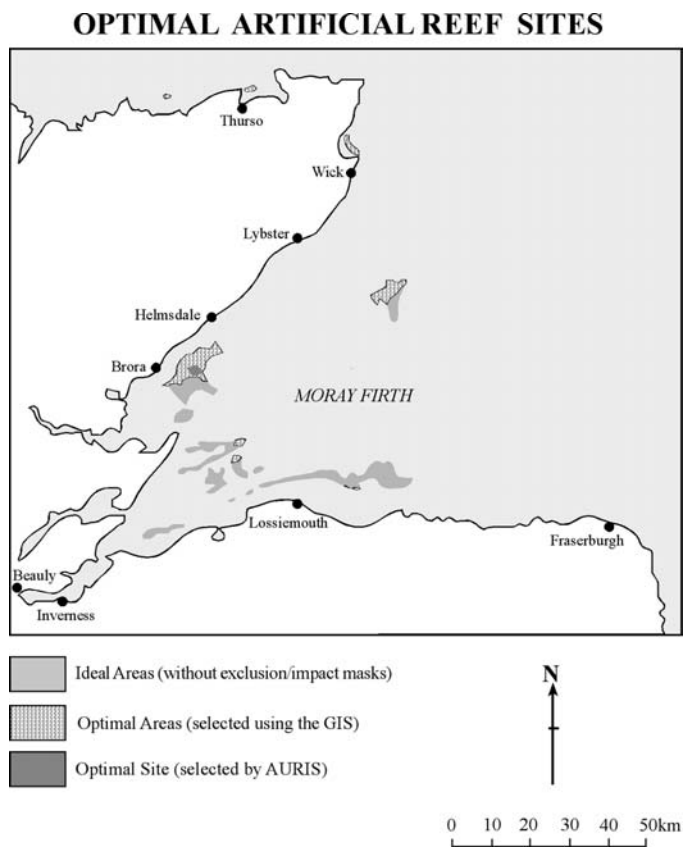 OPTIMAL ARTIFICIAL REEF SITES
Thurso
Wick
Lybster
Helmsdale
Brora
MORAY FIRTH
Lossiemouth
Fraserburgh
Beauly
Inverness
Ideal Areas (without exclusion/impact masks)
Optimal Areas (selected using the GIS)
Optimal Site (selected by AURIS)
N
0 10 20 30 40 50km